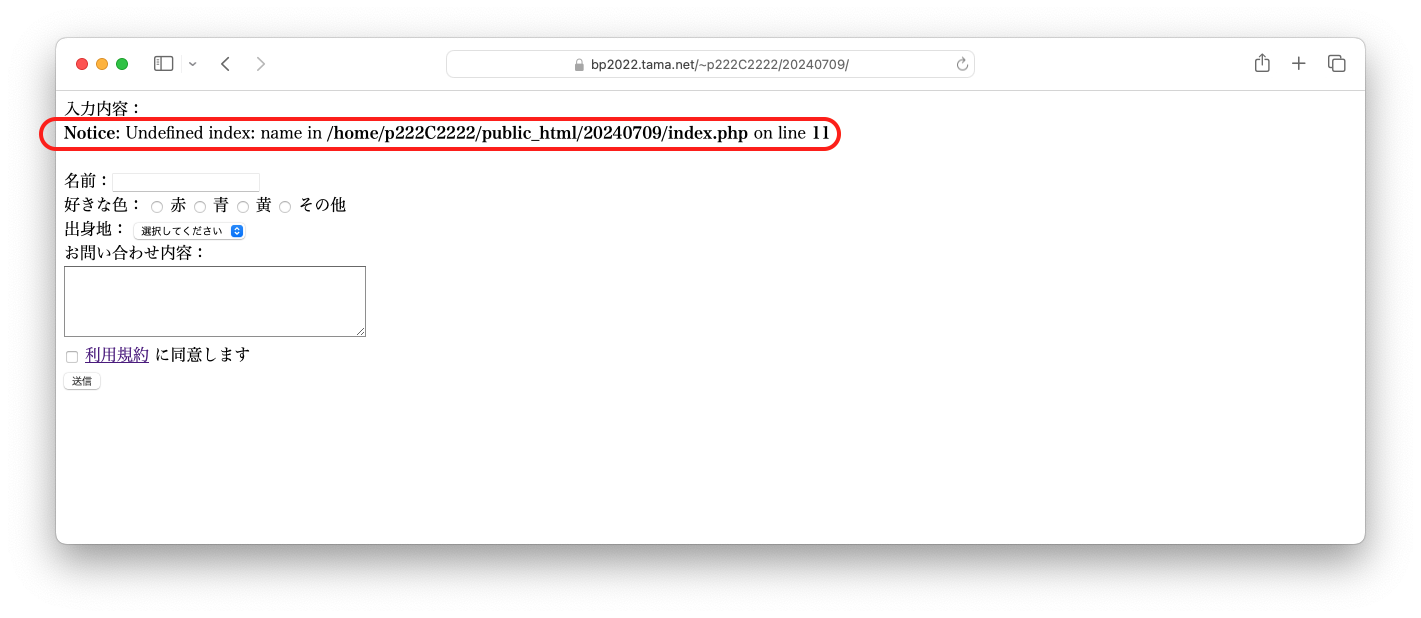 bp2022.tama.net/~p222C2222/20240709/
入力内容：
Notice: Undefined index: name in /home/p222C2222/public_html/20240709/index.php on line 11
名前：
好きな色： 赤 青 黄 その他
出身地： 選択してください
お問い合わせ内容：
利用規約 に同意します
送信